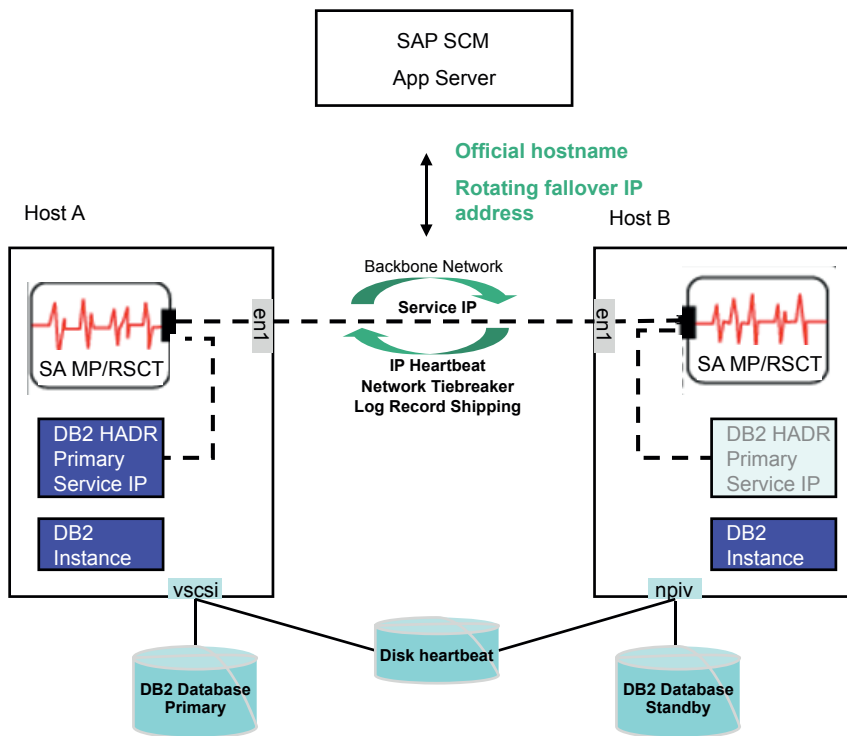 SAP SCM
App Server
Official hostname
Rotating fallover IP
address
Host A
Host B
Backbone Network
Service IP
en1
en1
SA MP/RSCT
SA MP/RSCT
IP Heartbeat
Network Tiebreaker
Log Record Shipping
DB2 HADR
Primary
Service IP
DB2 HADR
Primary
Service IP
DB2
Instance
DB2
Instance
vscsi
npiv
Disk heartbeat
DB2 Database
Primary
DB2 Database
Standby